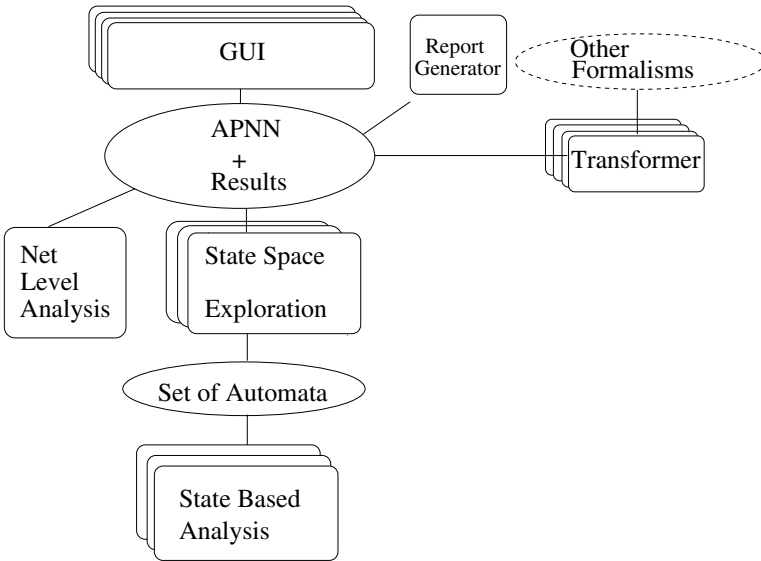 GUI
Report
Generator
Other
Formalisms
APNN
+
Results
Transformer
Net
Level
Analysis
State Space
Exploration
Set of Automata
State Based
Analysis